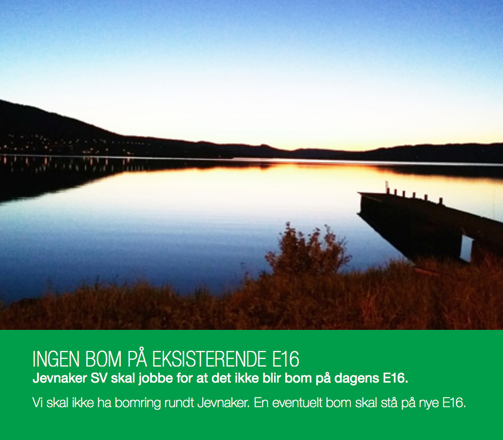 INGEN BOM PÅ EKSISTERENDE E16
Jevnaker SV skal jobbe for at det ikke blir bom på dagens E16.
Vi skal ikke ha bomring rundt Jevnaker. En eventuelt bom skal stå på nye E16.